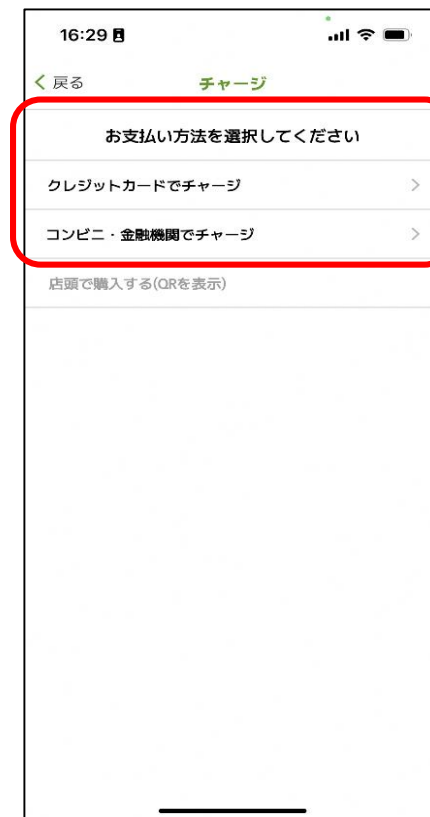 16:29
戻る
チャージ
お支払い方法を選択してください
クレジットカードでチャージ
コンビニ・金融機関でチャージ
店頭で購入する(QRを表示)